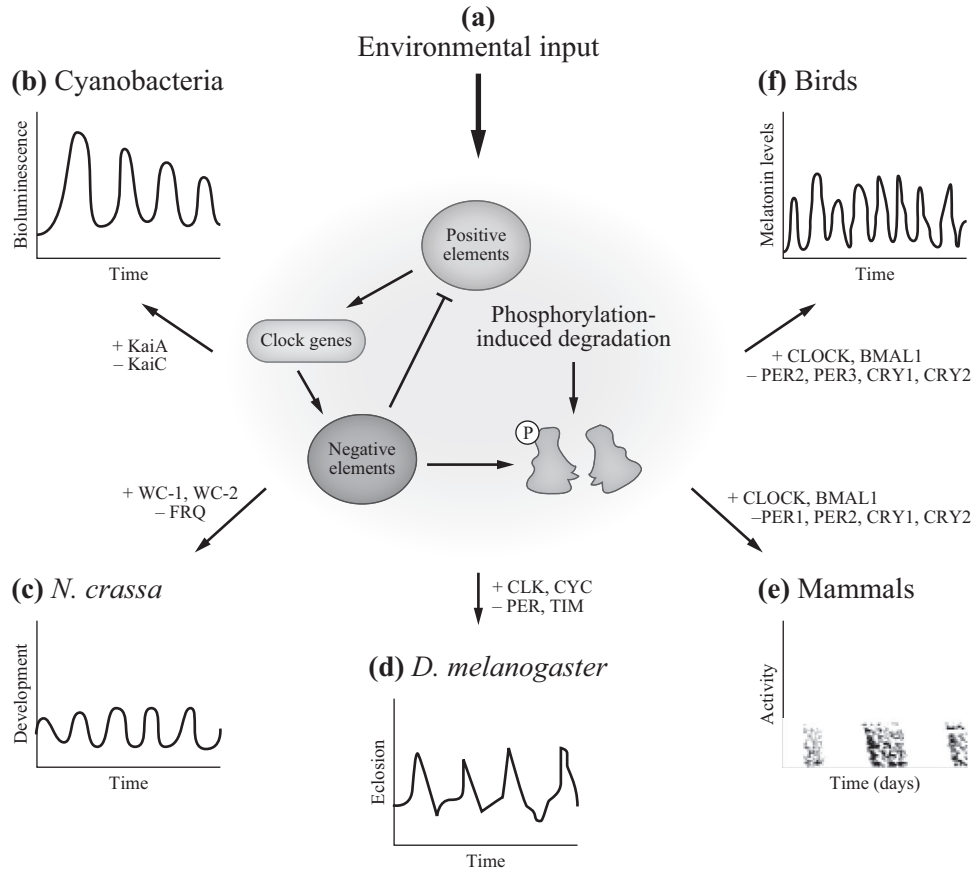 (a)
Environmental input
(b) Cyanobacteria
Bioluminescence
Time
(f) Birds
Melatonin levels
Time
Positive
elements
Clock genes
Phosphorylation-
induced degradation
P
Negative
elements
+ KaiA
– KaiC
+ CLOCK, BMAL1
– PER2, PER3, CRY1, CRY2
+ WC-1, WC-2
– FRQ
+ CLOCK, BMAL1
–PER1, PER2, CRY1, CRY2
+ CLK, CYC
– PER, TIM
(c) N. crassa
Development
Time
(d) D. melanogaster
Eclosion
Time
(e) Mammals
Activity
Time (days)